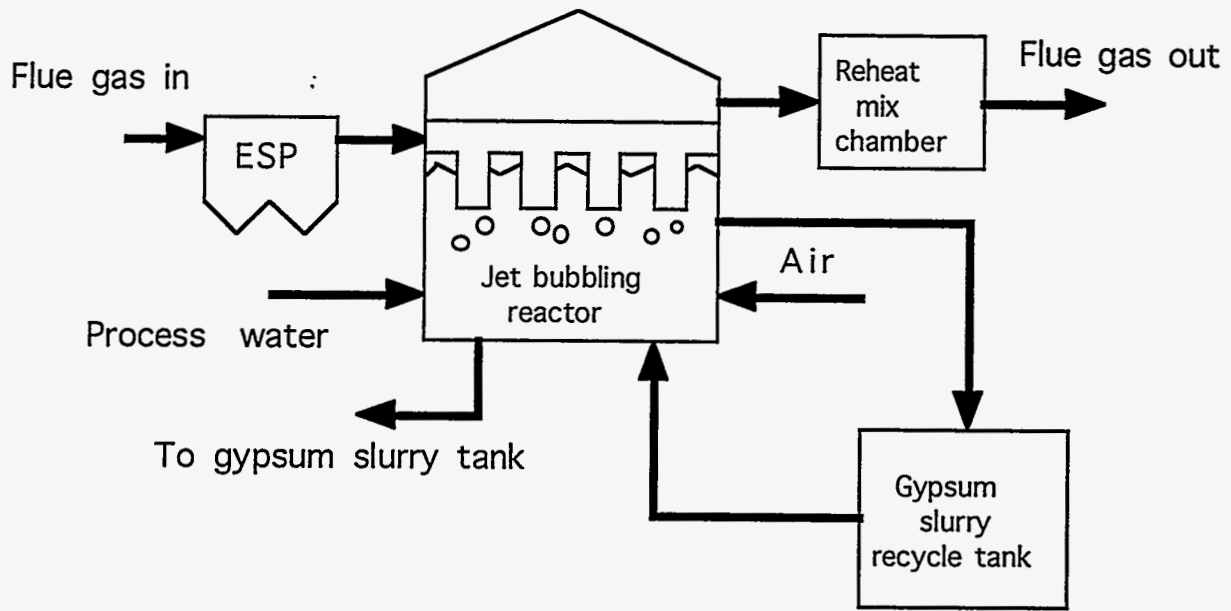 Flue gas in
ESP
Reheat
mix
chamber
Flue gas out
Air
Jet bubbling
reactor
Process water
To gypsum slurry tank
Gypsum
slurry
recycle tank